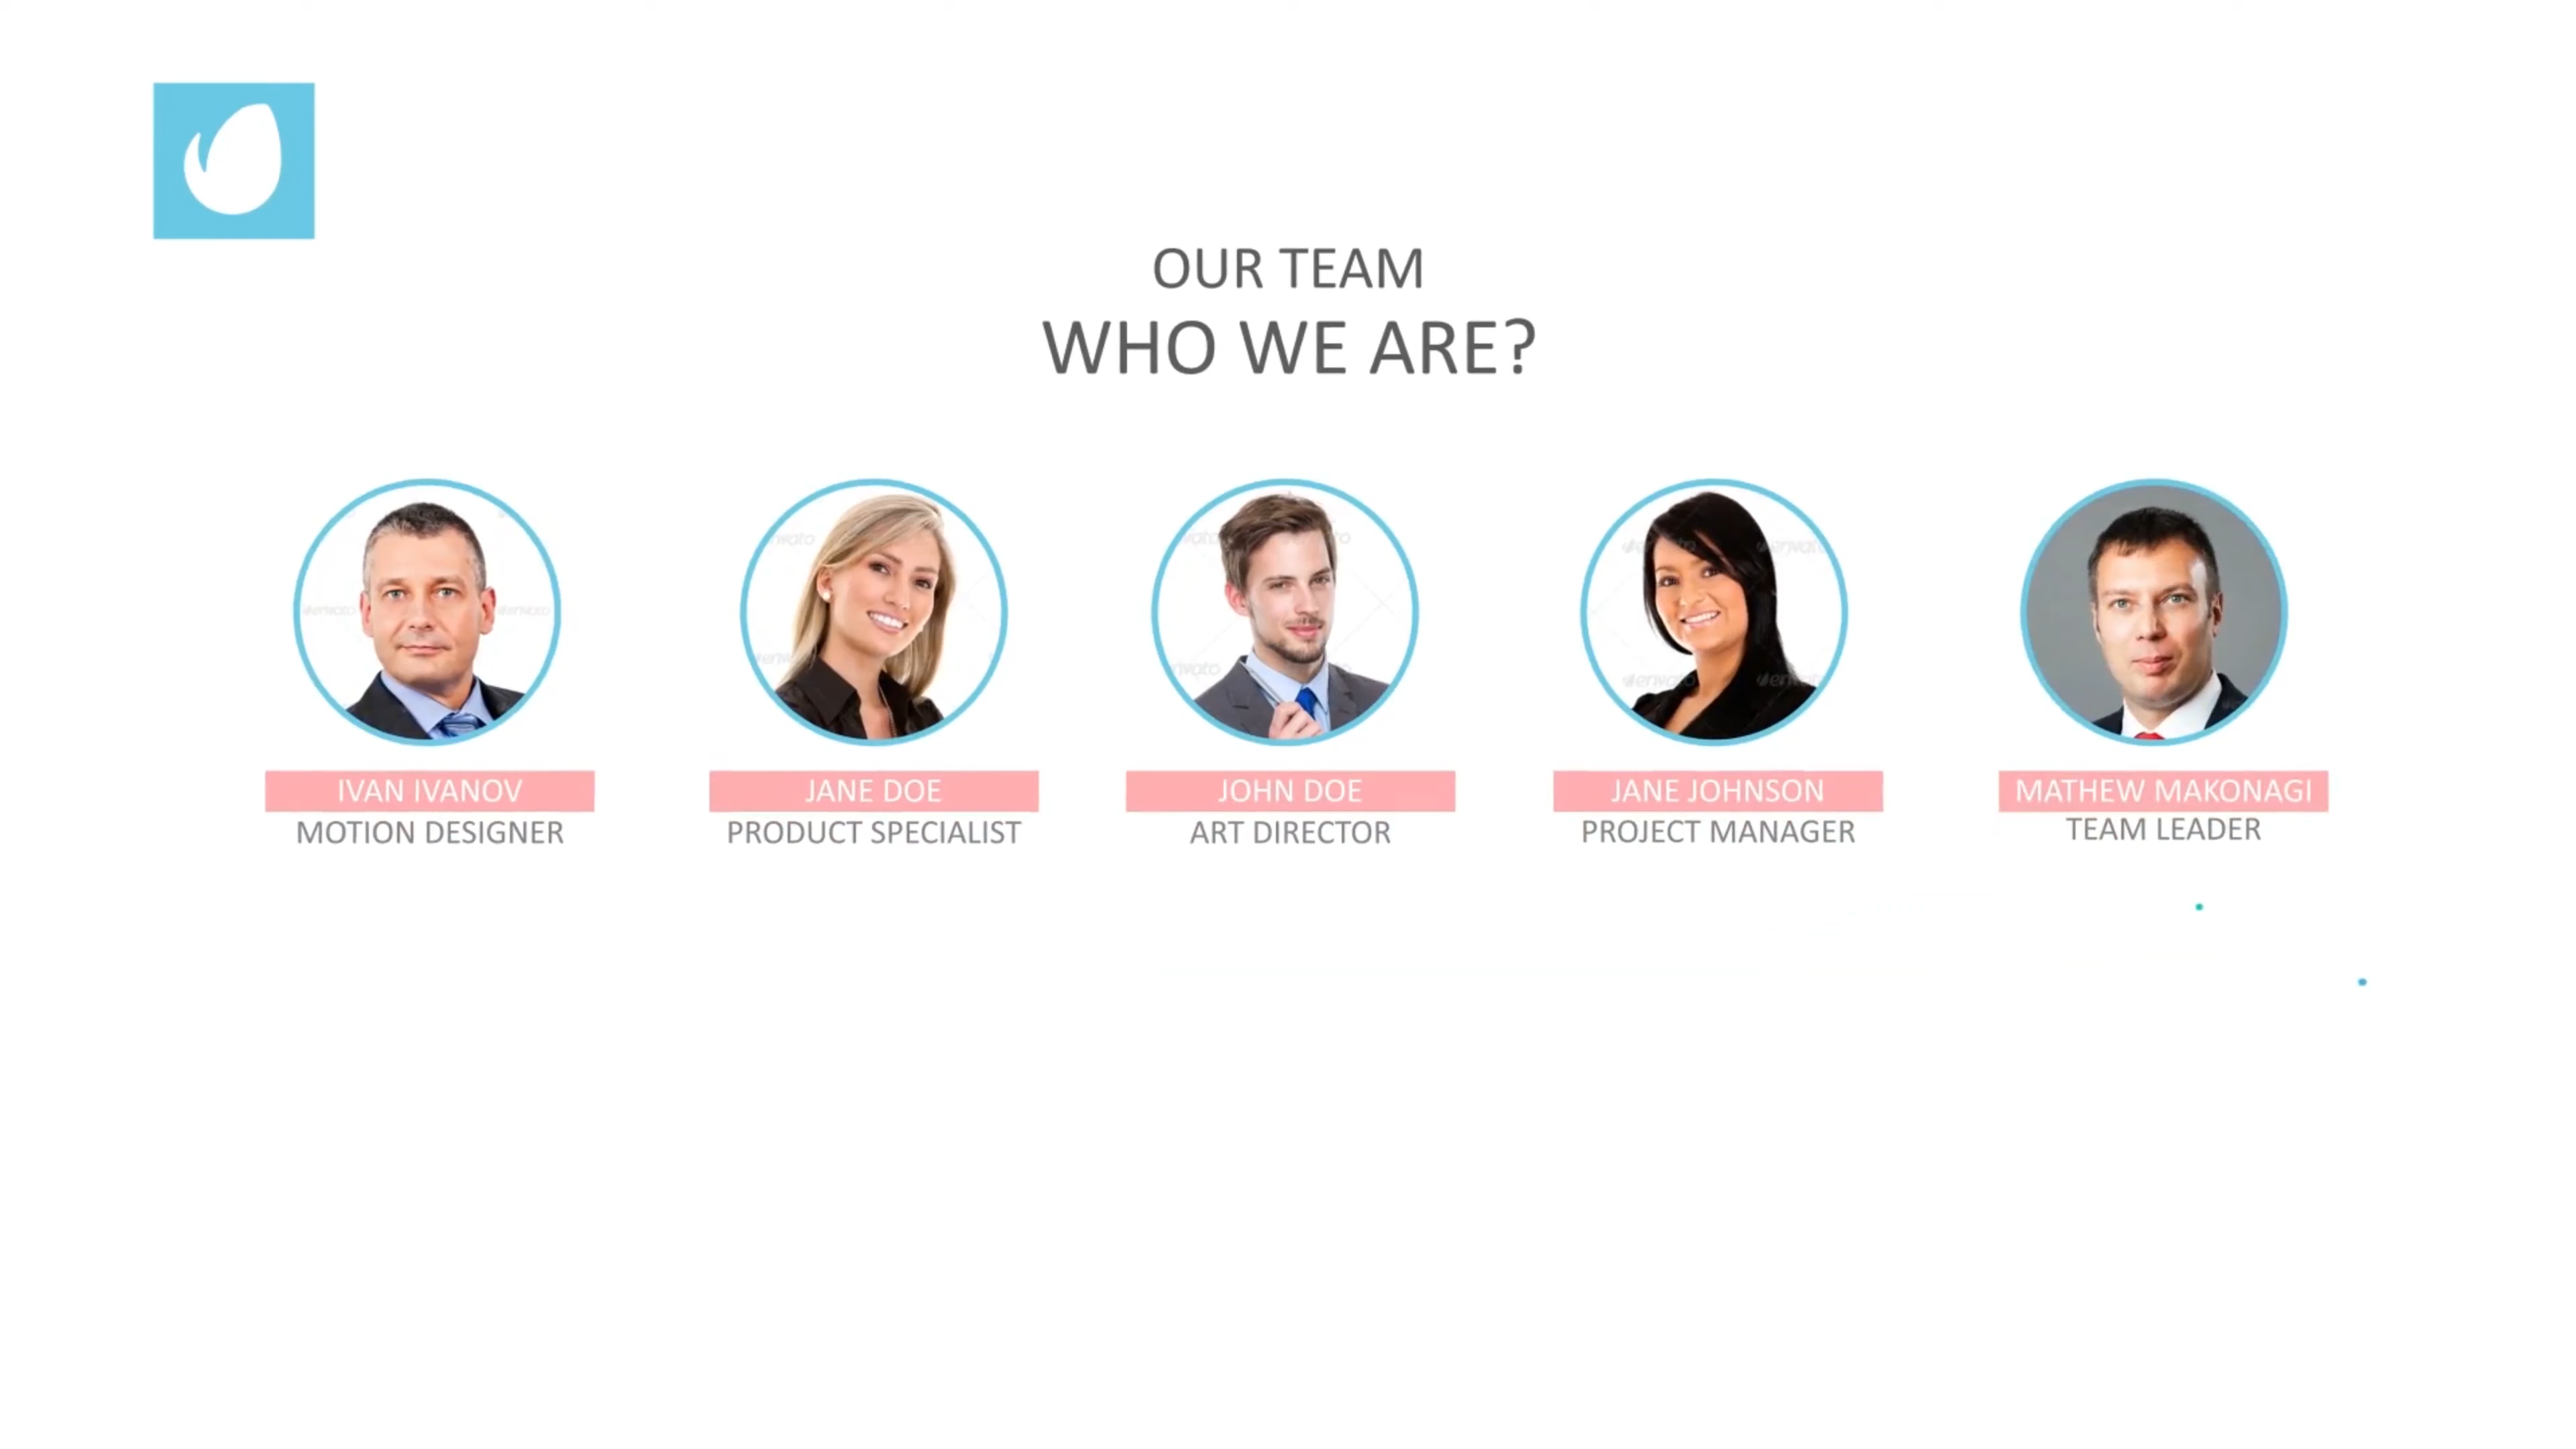 OUR TEAM
WHO WE ARE?
IVAN IVANOV
MOTION DESIGNER
JANE DOE
PRODUCT SPECIALIST
JOHN DOE
ART DIRECTOR
JANE JOHNSON
PROJECT MANAGER
MATHEW MAKONAGI
TEAM LEADER